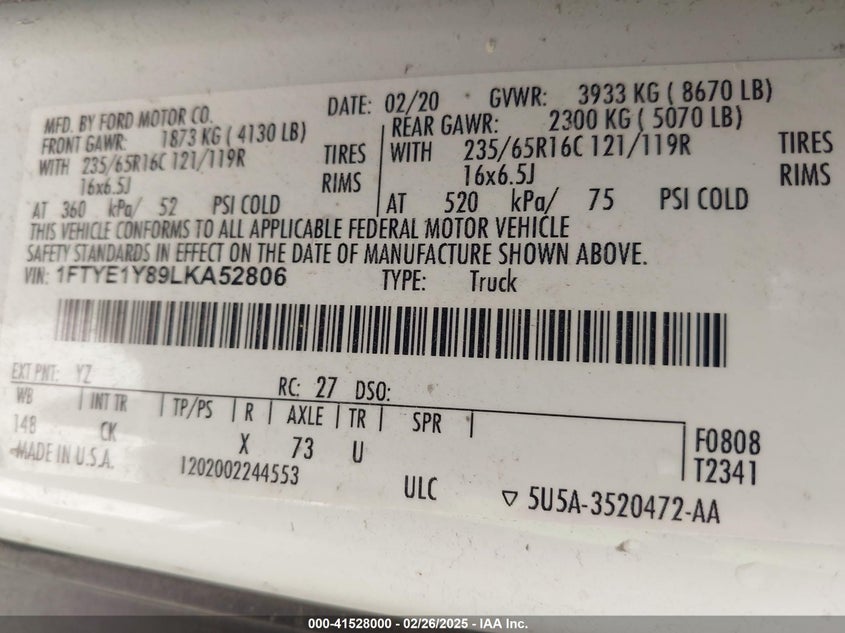 MFD. BY FORD MOTOR CO. DATE: 02/20 GVWR: 3933 KG ( 8670 LB)
FRONT GAWR: 1873 KG ( 4130 LB) REAR GAWR: 2300 KG ( 5070 LB)
WITH 235/65R16C 121/119R TIRES WITH 235/65R16C 121/119R TIRES
16x6.5J RIMS 16x6.5J RIMS
AT 360 kPa/ 52 PSI COLD AT 520 kPa/ 75 PSI COLD
THIS VEHICLE CONFORMS TO ALL APPLICABLE FEDERAL MOTOR VEHICLE
SAFETY STANDARDS IN EFFECT ON THE DATE OF MANUFACTURE SHOWN ABOVE.
VIN: 1FTYE1Y89LKA52806 TYPE: Truck
EXT PNT: YZ RC: 27 DSO:
WB INT TR TP/PS R AXLE TR SPR
148 CK X 73 U
F0808
T2341
MADE IN U.S.A. 1202002244553 ULC ▽ 5U5A-3520472-AA
000-41528000 - 02/26/2025 - IAA Inc.